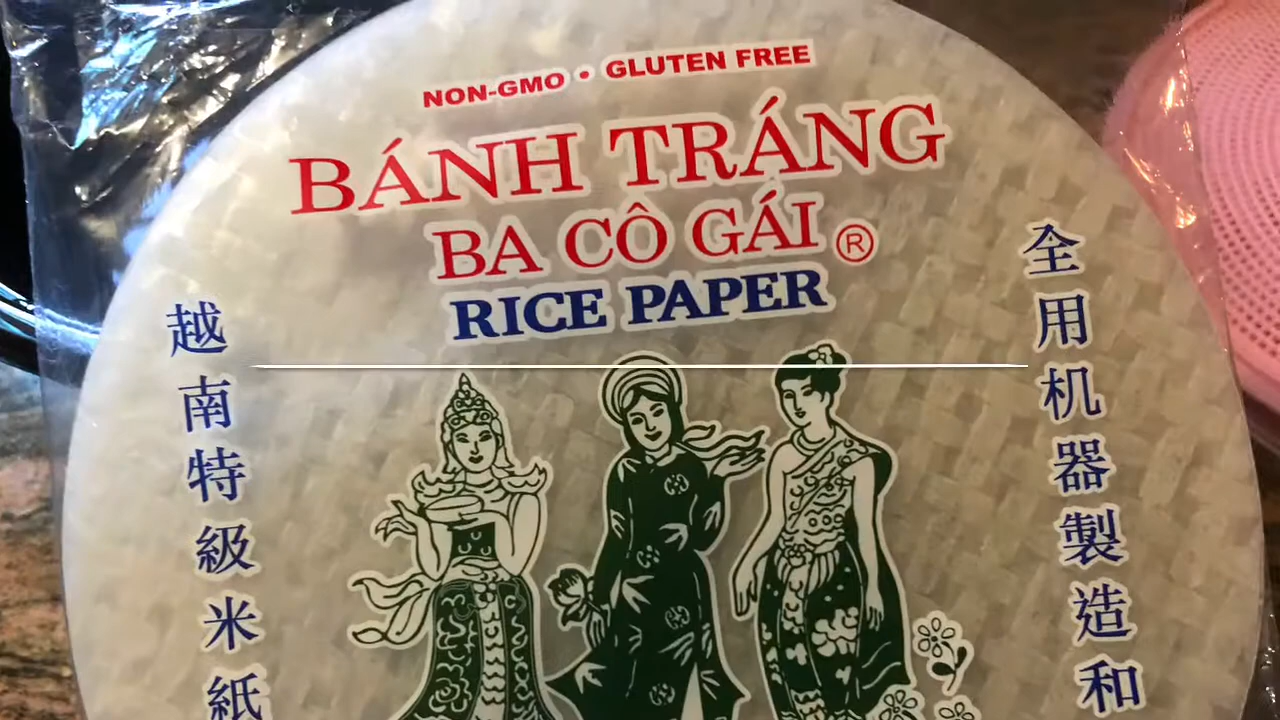 NON-GMO • GLUTEN FREE
BÁNH TRÁNG
BA CÔ GÁI ®
RICE PAPER
越南特級米紙
全用机器製造和